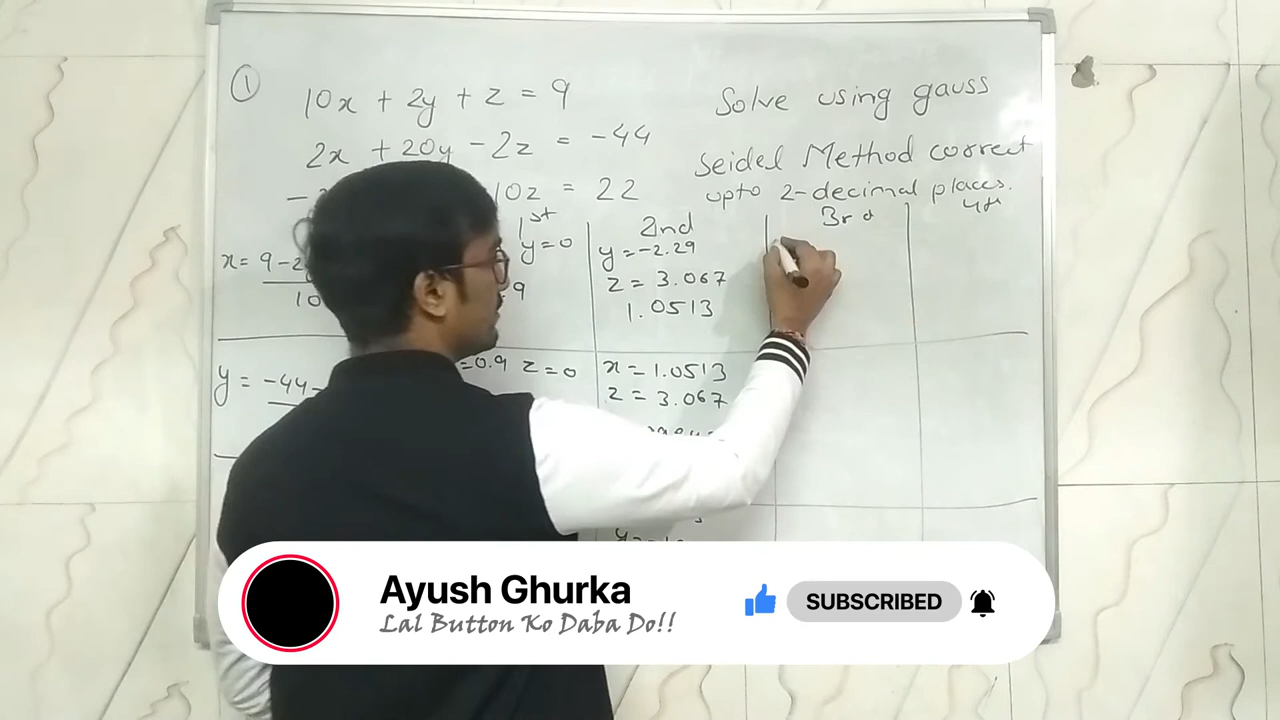 ①
10x + 2y + z = 9
2x + 20y - 2z = -44
10z = 22
Solve using gauss
Seidel Method correct
upto 2-decimal places.
1st
y=0
9
2nd
y = -2.29
z = 3.067
1.0513
3rd
4th
x = 9-2
10
y = -44-
=0.9 z = 0
x = 1.0513
z = 3.067
Ayush Ghurka
Lal Button Ko Daba Do!!
SUBSCRIBED